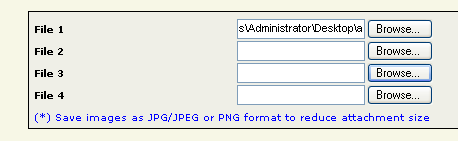 File 1 s\Administrator\Desktop\a Browse...
File 2 Browse...
File 3 Browse...
File 4 Browse...
(*) Save images as JPG/JPEG or PNG format to reduce attachment size